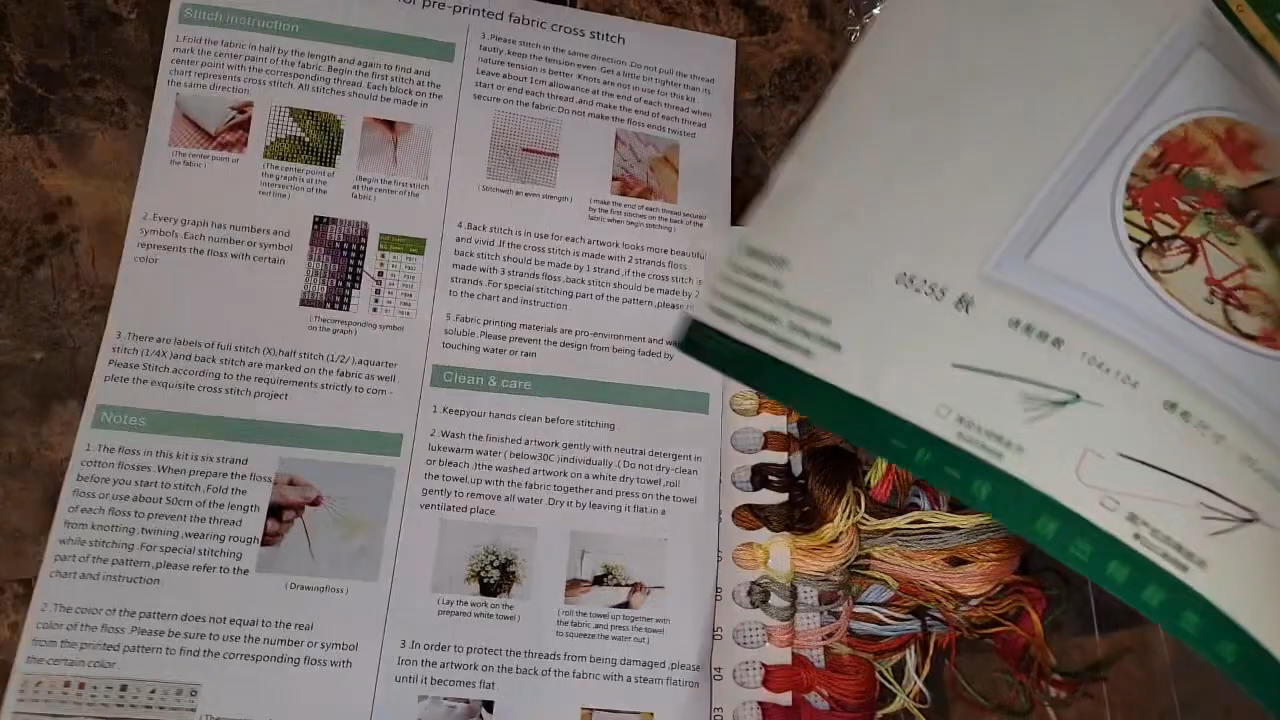 for pre-printed fabric cross stitch
Stitch instruction
1.Fold the fabric in half by the length and again to find and
mark the center point of the fabric. Begin the first stitch at the
center point with the corresponding thread. Each block on the
chart represents cross stitch. All stitches should be made in
the same direction.
(The center point of
the fabric )
(The center point of
the graph is at the
intersection of the
red line )
(Begin the first stitch
at the center of the
fabric )
2 .Every graph has numbers and
symbols .Each number or symbol
represents the floss with certain
color
( Thecorresponding symbol
on the graph )
3 .There are labels of full stitch (X),half stitch (1/2/ ),aquarter
stitch (1/4X )and back stitch are marked on the fabric as well
Please Stitch according to the requirements strictly to com -
plete the exquisite cross stitch project
Notes
1. The floss in this kit is six strand
cotton flosses .When prepare the floss
before you start to stitch ,Fold the
floss or use about 50cm of the length
of each floss to prevent the thread
from knotting ,twining ,wearing rough
while stitching .For special stitching
part of the pattern ,please refer to the
chart and instruction
( Drawingfloss )
2 .The color of the pattern does not equal to the real
color of the floss .Please be sure to use the number or symbol
from the printed pattern to find the corresponding floss with
the certain color .
3 .Please stitch in the same direction .Do not pull the thread
tautly ,keep the tension even. Get a little bit tighter than its
nature tension is better .Knots are not in use for this kit .
Leave about 1cm allowance at the end of each thread when
start or end each thread ,and make the end of each thread
secure on the fabric.Do not make the floss ends twisted
( Stitchwith an even strength )
( make the end of each thread secured
by the first stitches on the back of the
fabric when begin stitching )
4 .Back stitch is in use for each artwork looks more beautiful
and vivid .If the cross stitch is made with 2 strands floss
back stitch should be made by 1 strand ,if the cross stitch is
made with 3 strands floss ,back stitch should be made by 2
strands .For special stitching part of the pattern ,please
to the chart and instruction
5 .Fabric printing materials are pro-environment and
soluble .Please prevent the design from being faded by
touching water or rain
Clean & care
1 .Keepyour hands clean before stitching
2. Wash the finished artwork gently with neutral detergent in
lukewarm water ( below30C )individually .( Do not dry-clean
or bleach .)the washed artwork on a white dry towel ,roll
the towel up with the fabric together and press on the towel
gently to remove all water .Dry it by leaving it flat in a
ventilated place
( Lay the work on the
prepared white towel )
( roll the towel up together with
the fabric ,and press the towel
to squeeze the water out )
3 .In order to protect the threads from being damaged ,please
Iron the artwork on the back of the fabric with a steam flatiron
until it becomes flat
06
05
04
03
104x104